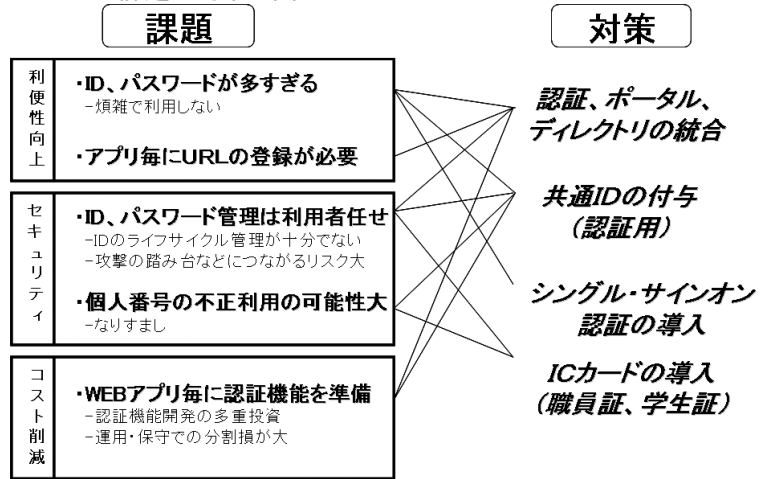 課題
対策
利便性向上
・ID、パスワードが多すぎる
−煩雑で利用しない
・アプリ毎にURLの登録が必要
セキュリティ
・ID、パスワード管理は利用者任せ
−IDのライフサイクル管理が十分でない
−攻撃の踏み台などにつながるリスク大
・個人番号の不正利用の可能性大
−なりすまし
コスト削減
・WEBアプリ毎に認証機能を準備
−認証機能開発の多重投資
−運用・保守での分割損が大
認証、ポータル、
ディレクトリの統合
共通IDの付与
（認証用）
シングル・サインオン
認証の導入
ICカードの導入
（職員証、学生証）